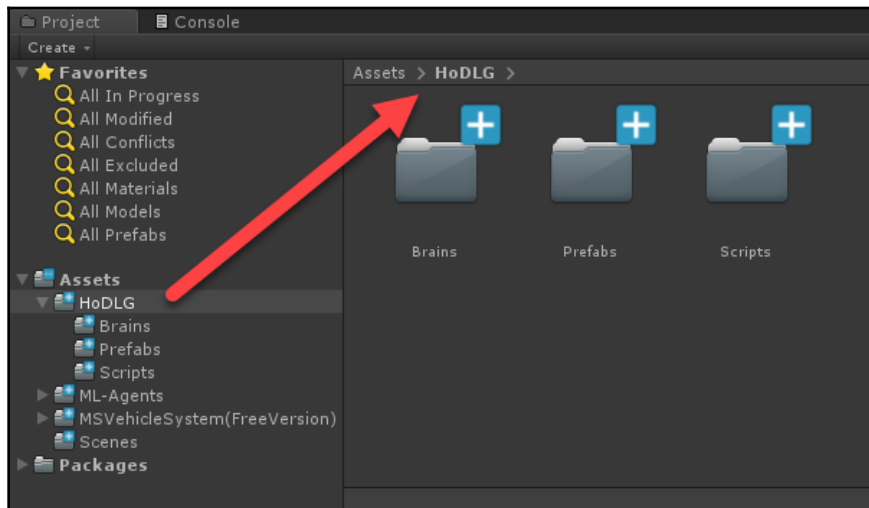 Project
Console
Create
Favorites
All In Progress
All Modified
All Conflicts
All Excluded
All Materials
All Models
All Prefabs
Assets
HoDLG
Brains
Prefabs
Scripts
ML-Agents
MSVehicleSystem(FreeVersion)
Scenes
Packages
Assets > HoDLG >
Brains
Prefabs
Scripts